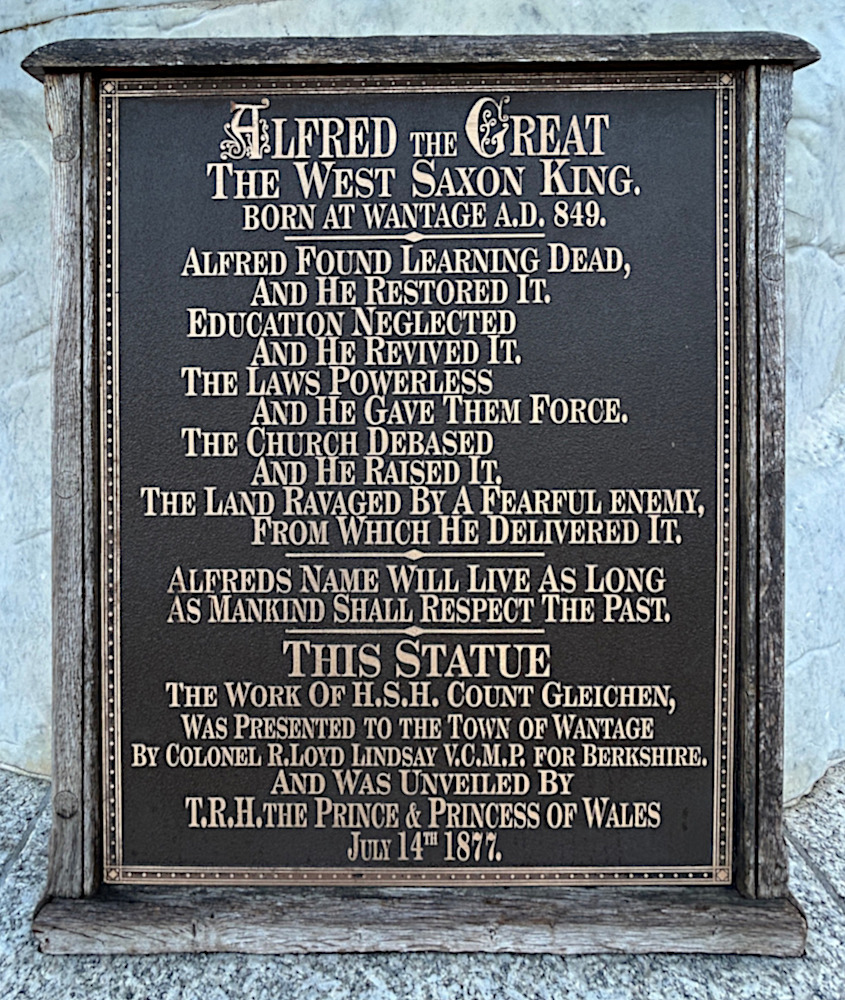 ALFRED THE GREAT
THE WEST SAXON KING.
BORN AT WANTAGE A.D. 849.
ALFRED FOUND LEARNING DEAD,
AND HE RESTORED IT.
EDUCATION NEGLECTED
AND HE REVIVED IT.
THE LAWS POWERLESS
AND HE GAVE THEM FORCE.
THE CHURCH DEBASED
AND HE RAISED IT.
THE LAND RAVAGED BY A FEARFUL ENEMY,
FROM WHICH HE DELIVERED IT.
ALFREDS NAME WILL LIVE AS LONG
AS MANKIND SHALL RESPECT THE PAST.
THIS STATUE
THE WORK OF H.S.H. COUNT GLEICHEN,
WAS PRESENTED TO THE TOWN OF WANTAGE
BY COLONEL R.LOYD LINDSAY V.C.M.P. FOR BERKSHIRE.
AND WAS UNVEILED BY
T.R.H. THE PRINCE & PRINCESS OF WALES
JULY 14TH 1877.